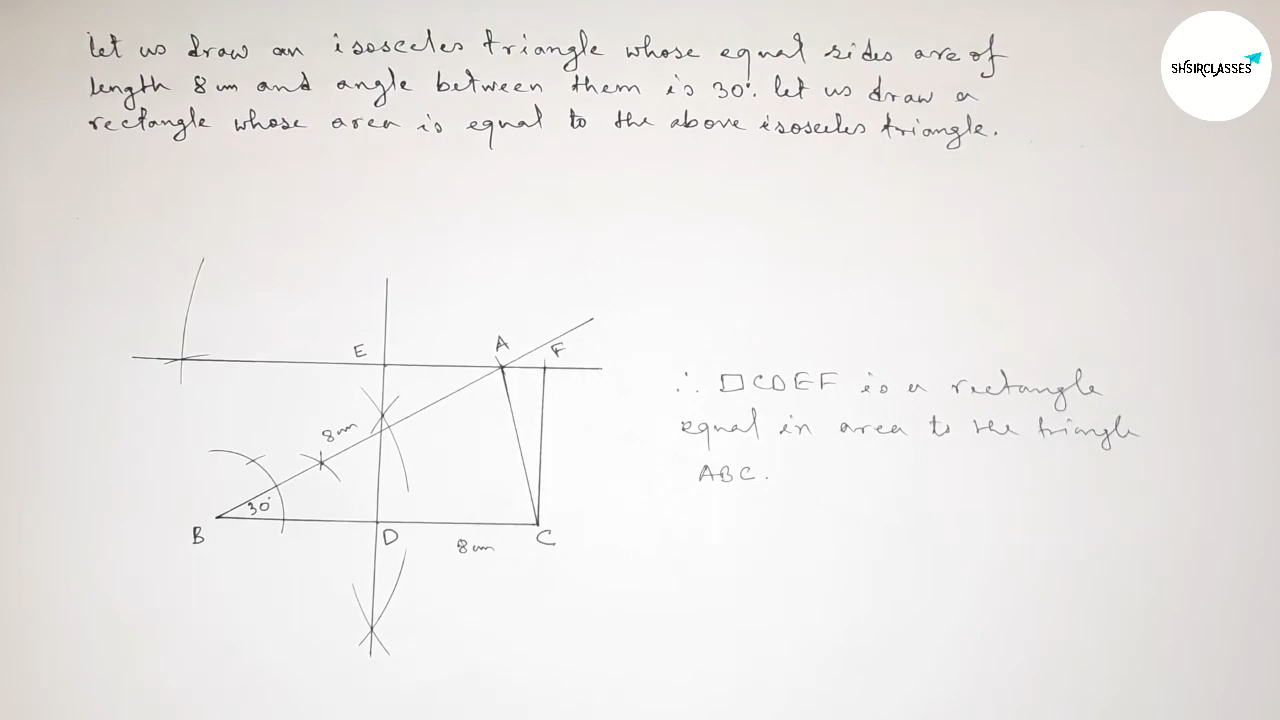 let us draw an isosceles triangle whose equal sides are of
length 8 cm and angle between them is 30°. let us draw a
rectangle whose area is equal to the above isosceles triangle.
SHSIRCLASSES
E
A
F
8 cm
30°
B
D
C
8 cm
∴ □CDEF is a rectangle
equal in area to the triangle
ABC.